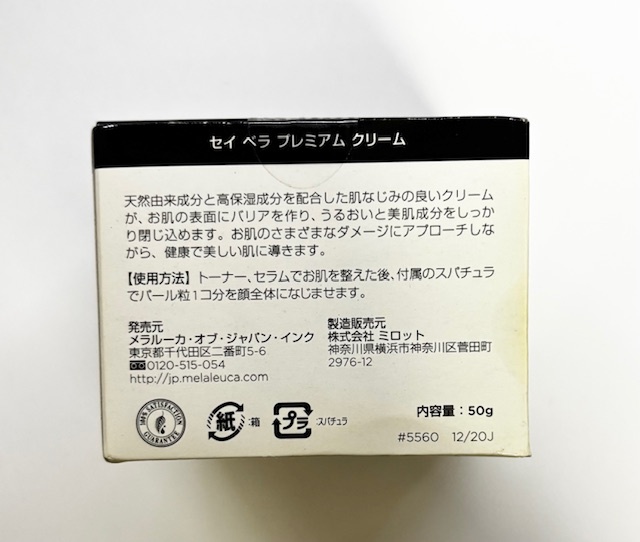 セイ ベラ プレミアム クリーム
天然由来成分と高保湿成分を配合した肌なじみの良いクリーム
が、お肌の表面にバリアを作り、うるおいと美肌成分をしっか
り閉じ込めます。お肌のさまざまなダメージにアプローチしな
がら、健康で美しい肌に導きます。
【使用方法】トーナー、セラムでお肌を整えた後、付属のスパチュラ
でパール粒1コ分を顔全体になじませます。
発売元
メラルーカ・オブ・ジャパン・インク
東京都千代田区二番町5-6
0120-515-054
http://jp.melaleuca.com
製造販売元
株式会社 ミロット
神奈川県横浜市神奈川区菅田町
2976-12
100% SATISFACTION GUARANTEE
紙:箱
プラ:スパチュラ
内容量:50g
#5560 12/20J